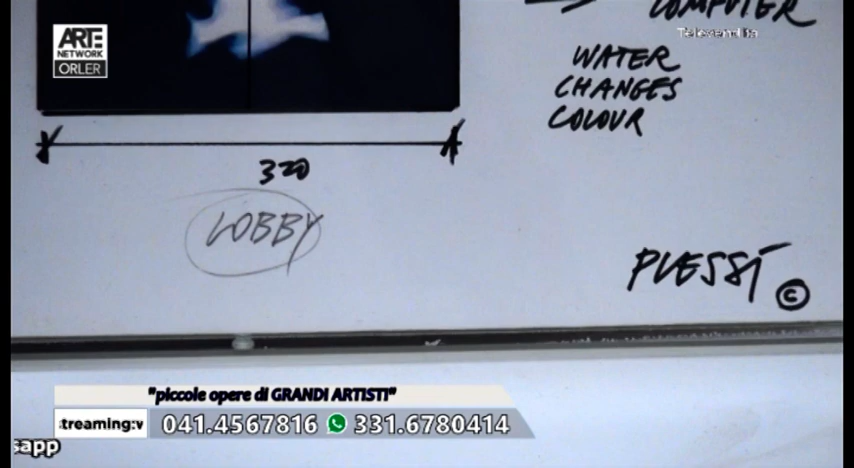 ARTE
NETWORK
ORLER
COMPUTER
WATER
CHANGES
COLOUR
320
LOBBY
PLESSI
©
"piccole opere di GRANDI ARTISTI"
treaming:v
041.4567816 331.6780414
sapp